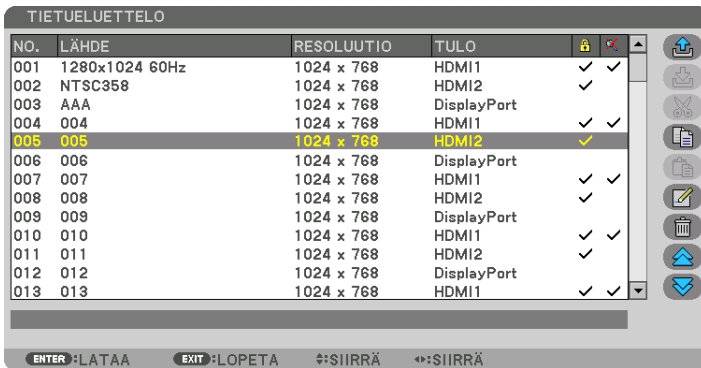 TIETUELUETTELO
NO. LÄHDE RESOLUUTIO TULO
001 1280x1024 60Hz 1024 x 768 HDMI1 ✓ ✓
002 NTSC358 1024 x 768 HDMI2 ✓
003 AAA 1024 x 768 DisplayPort
004 004 1024 x 768 HDMI1 ✓ ✓
005 005 1024 x 768 HDMI2 ✓
006 006 1024 x 768 DisplayPort
007 007 1024 x 768 HDMI1 ✓ ✓
008 008 1024 x 768 HDMI2 ✓
009 009 1024 x 768 DisplayPort
010 010 1024 x 768 HDMI1 ✓ ✓
011 011 1024 x 768 HDMI2 ✓
012 012 1024 x 768 DisplayPort
013 013 1024 x 768 HDMI1 ✓ ✓
ENTER :LATAA EXIT :LOPETA :SIIRRÄ :SIIRRÄ